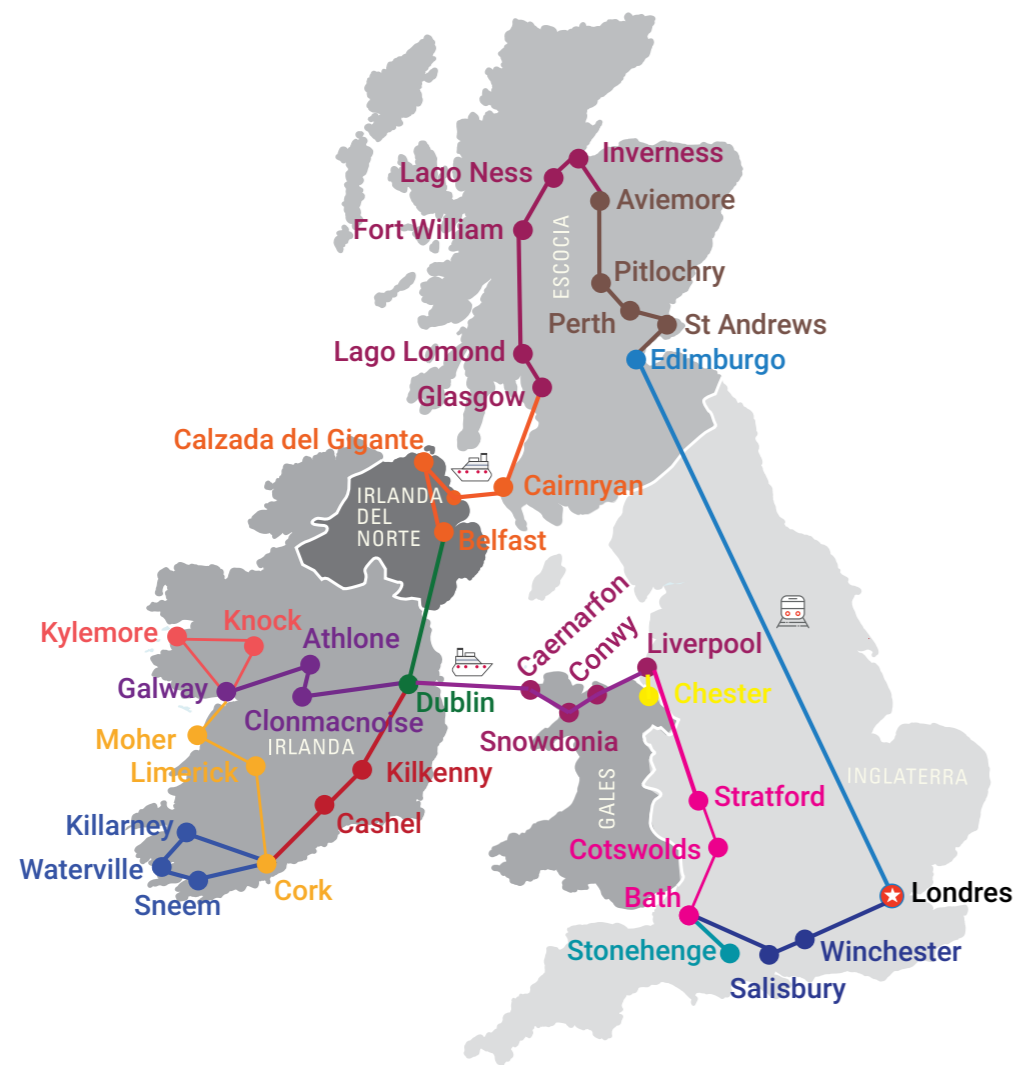 Inverness
Lago Ness
Aviemore
Fort William
ESCOCIA
Pitlochry
Perth
St Andrews
Lago Lomond
Edimburgo
Glasgow
Calzada del Gigante
Cairnryan
IRLANDA
DEL
NORTE
Belfast
Caernarfon
Conwy
Knock
Kylemore
Athlone
Liverpool
Galway
Chester
Dublin
Clonmacnoise
Moher
IRLANDA
Snowdonia
Limerick
Kilkenny
INGLATERRA
GALES
Stratford
Killarney
Cashel
Cotswolds
Waterville
Cork
Sneem
Bath
Londres
Stonehenge
Winchester
Salisbury